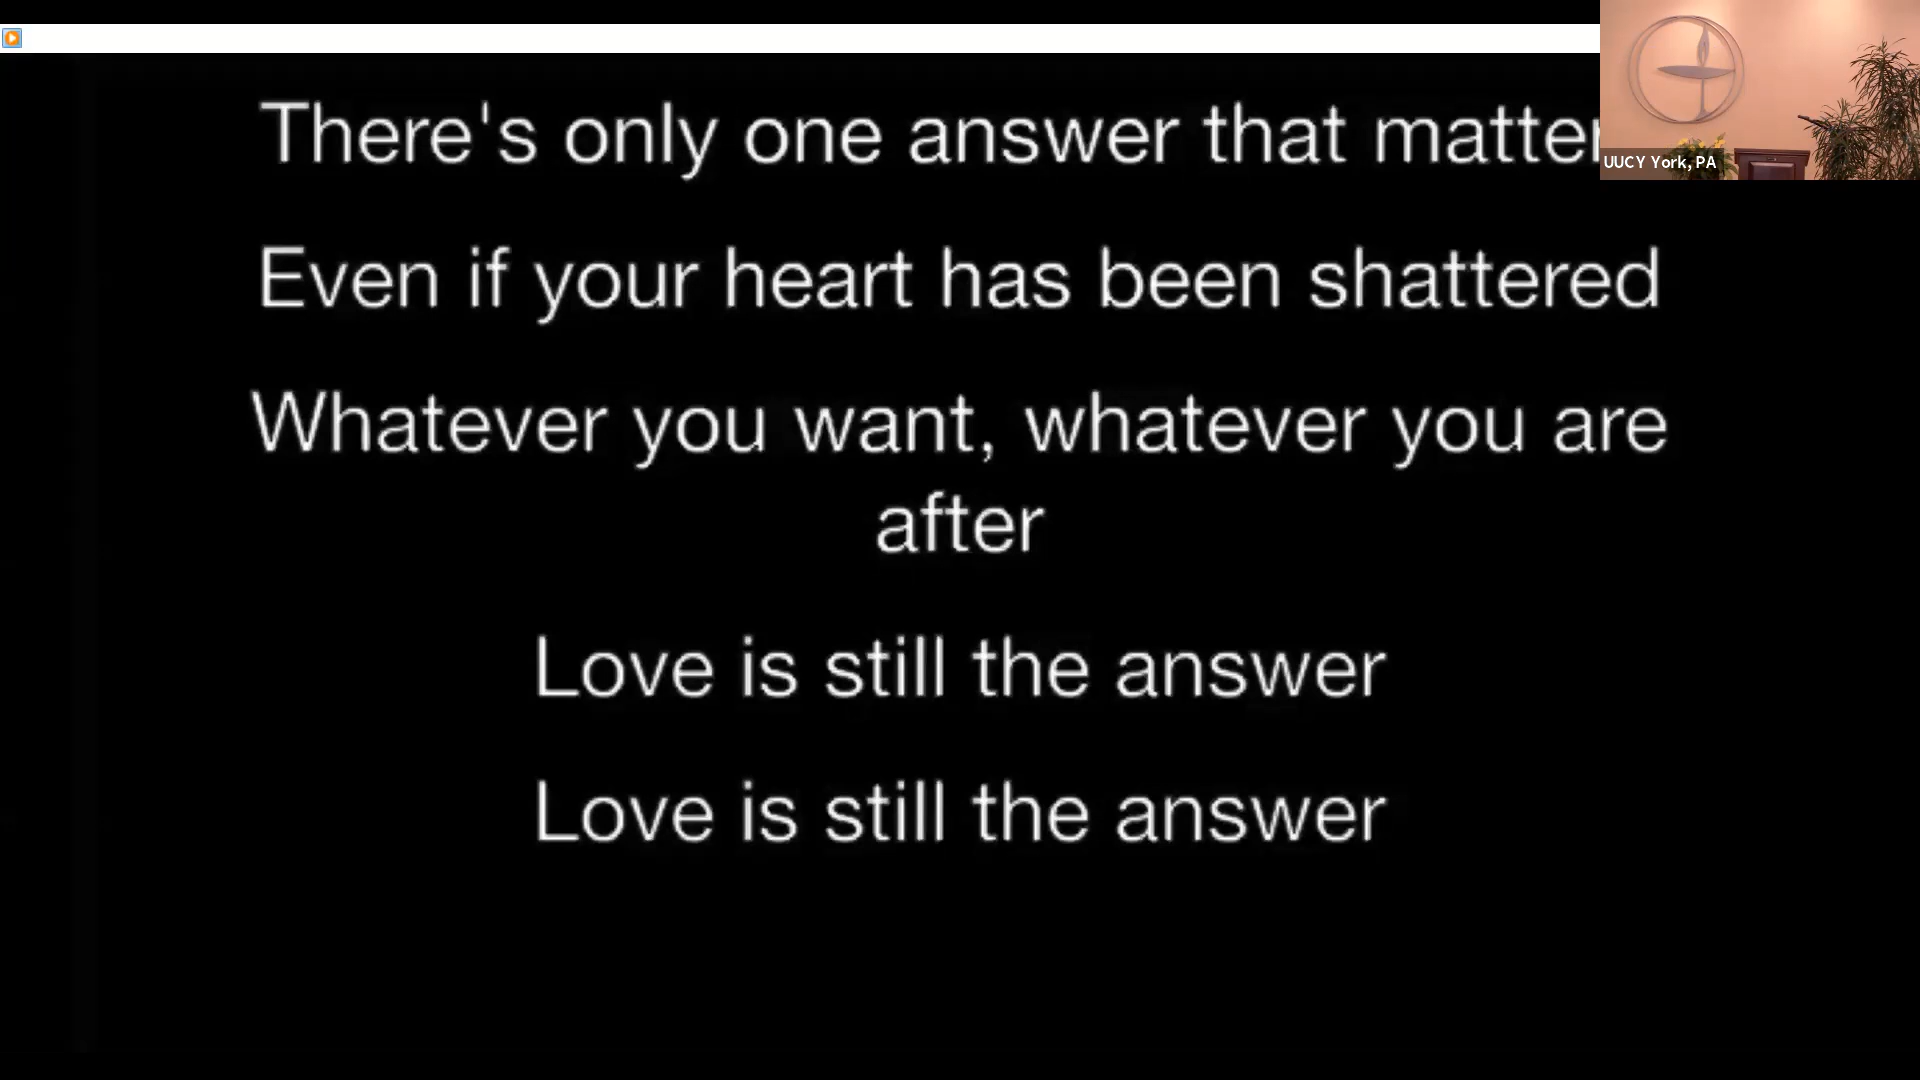 There's only one answer that matter
Even if your heart has been shattered
Whatever you want, whatever you are
after
Love is still the answer
Love is still the answer
UUCY York, PA